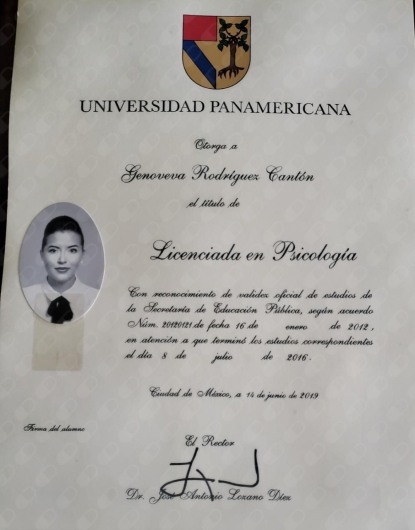 UNIVERSIDAD PANAMERICANA
Otorga a
Genoveva Rodríguez Cantón
el título de
Licenciada en Psicología
Con reconocimiento de validez oficial de estudios de
la Secretaría de Educación Pública, según acuerdo
Núm. 20120121 de fecha 16 de enero de 2012,
en atención a que terminó los estudios correspondientes
el día 8 de julio de 2016.
Ciudad de México, a 14 de junio de 2019
Firma del alumno
El Rector
Dr. José Antonio Lozano Díez